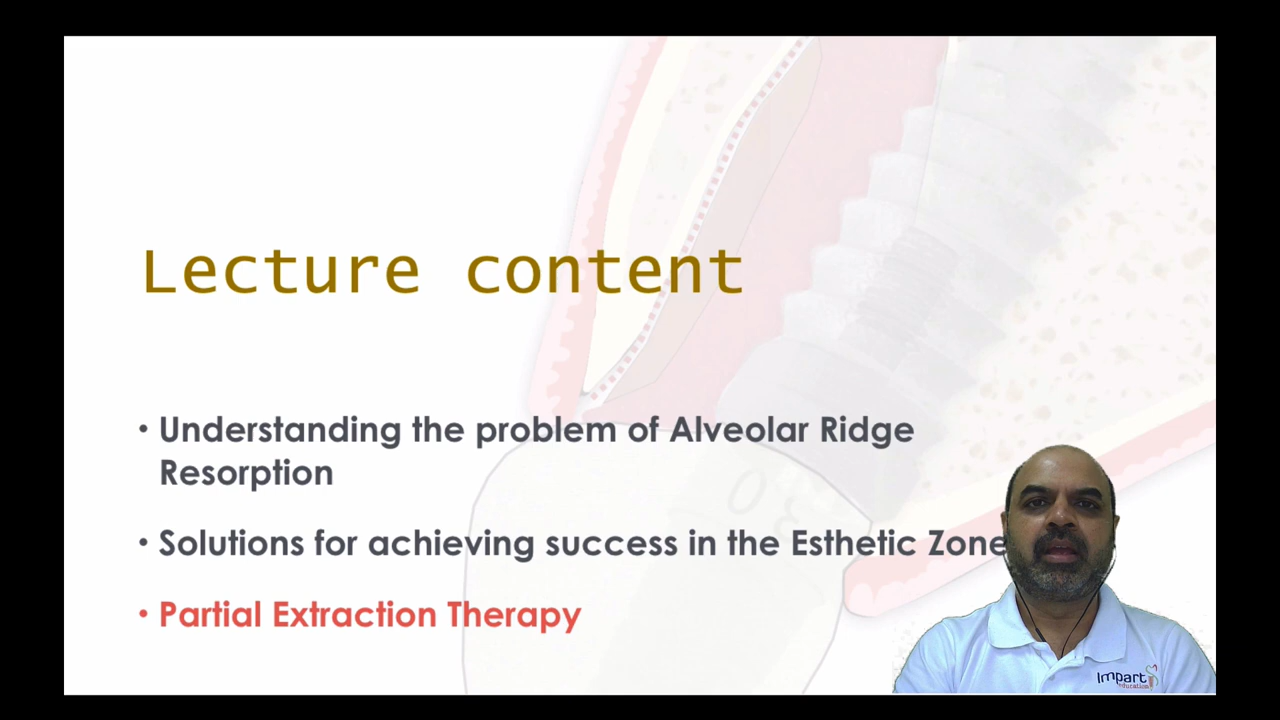 Lecture content
• Understanding the problem of Alveolar Ridge
Resorption
• Solutions for achieving success in the Esthetic Zone
• Partial Extraction Therapy
Impart
education